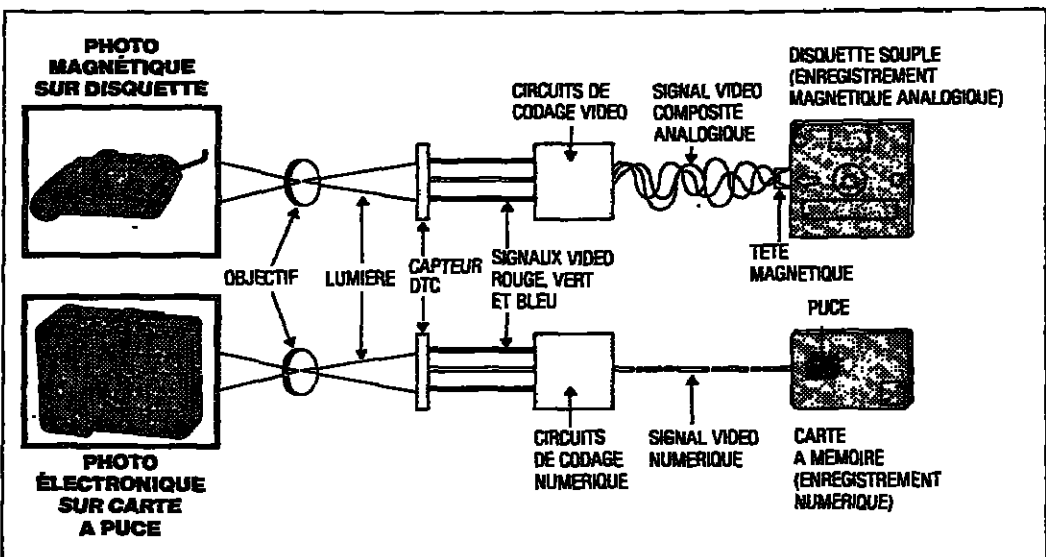 PHOTO
MAGNÉTIQUE
SUR DISQUETTE
CIRCUITS DE
CODAGE VIDEO
SIGNAL VIDEO
COMPOSITE
ANALOGIQUE
DISQUETTE SOUPLE
(ENREGISTREMENT
MAGNETIQUE ANALOGIQUE)
OBJECTIF
LUMIERE
CAPTEUR
DTC
SIGNAUX VIDEO
ROUGE, VERT
ET BLEU
TETE
MAGNETIQUE
PUCE
PHOTO
ÉLECTRONIQUE
SUR CARTE
A PUCE
CIRCUITS
DE CODAGE
NUMERIQUE
SIGNAL VIDEO
NUMERIQUE
CARTE
A MEMOIRE
(ENREGISTREMENT
NUMERIQUE)